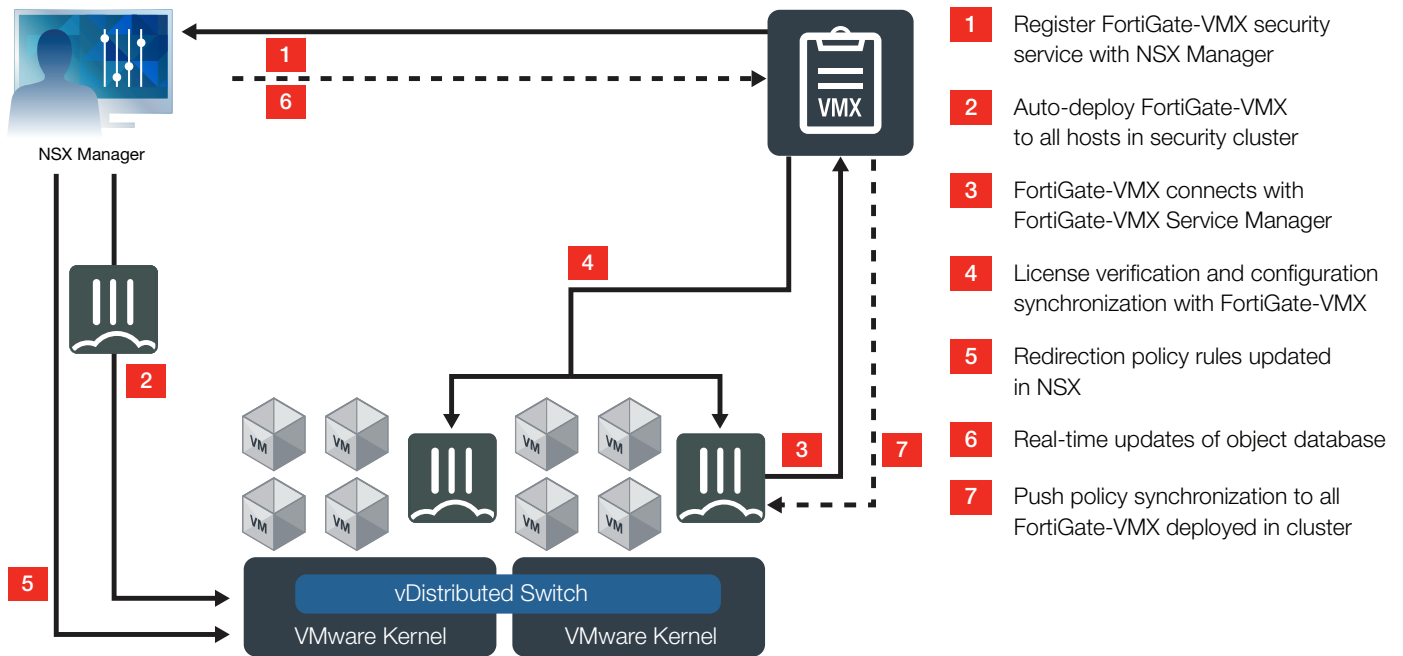 1
6
VMX
NSX Manager
2
4
3
7
5
VM
VM
VM
VM
VM
VM
VM
VM
vDistributed Switch
VMware Kernel
VMware Kernel
1 Register FortiGate-VMX security
service with NSX Manager
2 Auto-deploy FortiGate-VMX
to all hosts in security cluster
3 FortiGate-VMX connects with
FortiGate-VMX Service Manager
4 License verification and configuration
synchronization with FortiGate-VMX
5 Redirection policy rules updated
in NSX
6 Real-time updates of object database
7 Push policy synchronization to all
FortiGate-VMX deployed in cluster